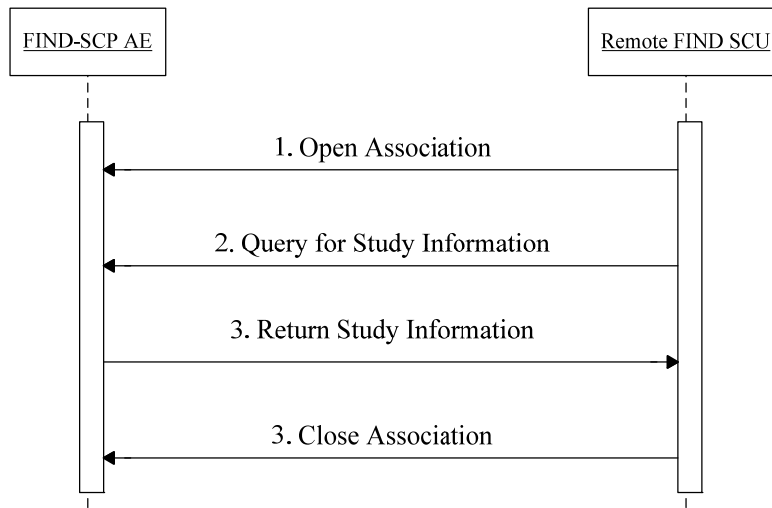 FIND-SCP AE
Remote FIND SCU
1. Open Association
2. Query for Study Information
3. Return Study Information
3. Close Association